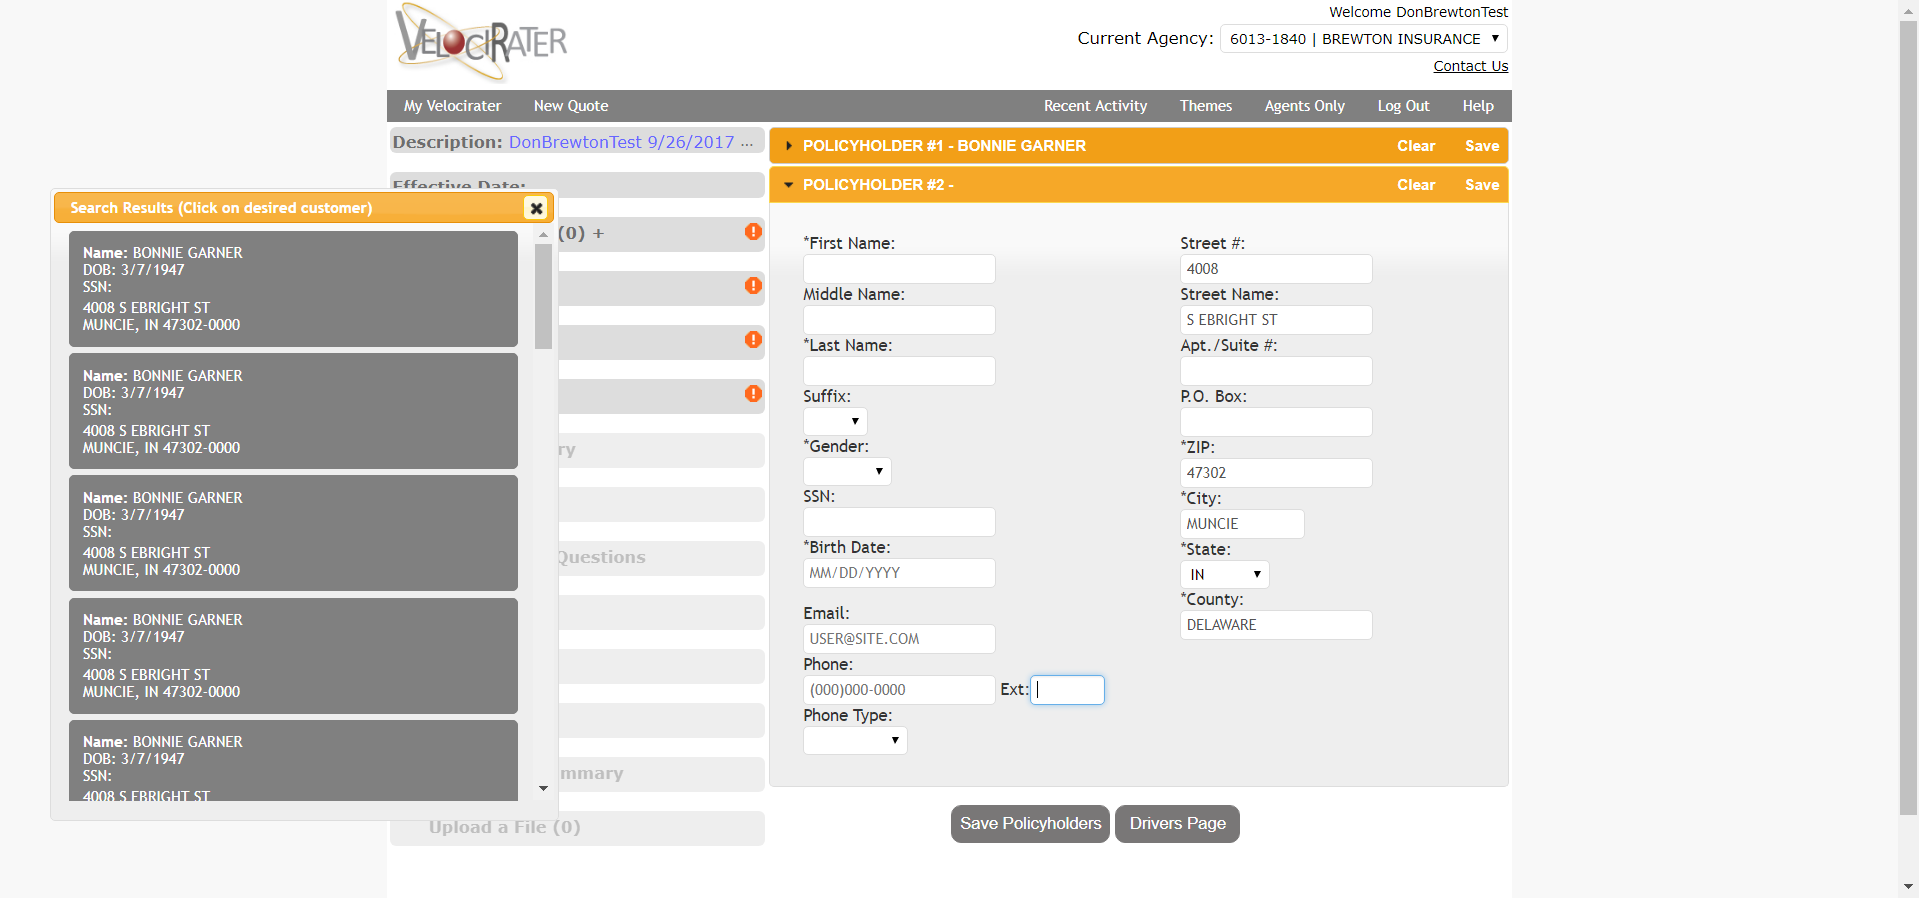 VELOCIRATER
Welcome DonBrewtonTest
Current Agency: 6013-1840 | BREWTON INSURANCE
Contact Us
My Velocirater New Quote Recent Activity Themes Agents Only Log Out Help
Description: DonBrewtonTest 9/26/2017 ...
Effective Date:
(0) +
ry
Questions
mmary
Upload a File (0)
Search Results (Click on desired customer)
Name: BONNIE GARNER
DOB: 3/7/1947
SSN:
4008 S EBRIGHT ST
MUNCIE, IN 47302-0000
Name: BONNIE GARNER
DOB: 3/7/1947
SSN:
4008 S EBRIGHT ST
MUNCIE, IN 47302-0000
Name: BONNIE GARNER
DOB: 3/7/1947
SSN:
4008 S EBRIGHT ST
MUNCIE, IN 47302-0000
Name: BONNIE GARNER
DOB: 3/7/1947
SSN:
4008 S EBRIGHT ST
MUNCIE, IN 47302-0000
Name: BONNIE GARNER
DOB: 3/7/1947
SSN:
4008 S EBRIGHT ST
POLICYHOLDER #1 - BONNIE GARNER Clear Save
POLICYHOLDER #2 - Clear Save
*First Name:
Middle Name:
*Last Name:
Suffix:
*Gender:
SSN:
*Birth Date:
MM/DD/YYYY
Email:
USER@SITE.COM
Phone:
(000)000-0000 Ext:
Phone Type:
Street #:
4008
Street Name:
S EBRIGHT ST
Apt./Suite #:
P.O. Box:
*ZIP:
47302
*City:
MUNCIE
*State:
IN
*County:
DELAWARE
Save Policyholders Drivers Page